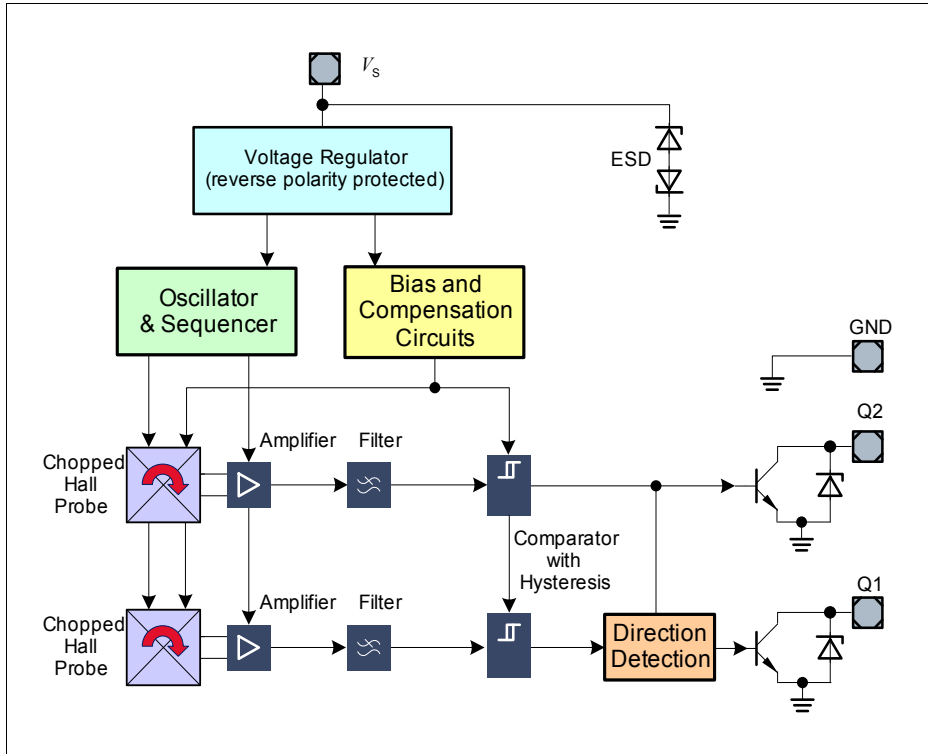 VS
Voltage Regulator
(reverse polarity protected)
ESD
Oscillator
& Sequencer
Bias and
Compensation
Circuits
GND
Q2
Amplifier
Filter
Chopped
Hall
Probe
Comparator
with
Hysteresis
Q1
Amplifier
Filter
Chopped
Hall
Probe
Direction
Detection